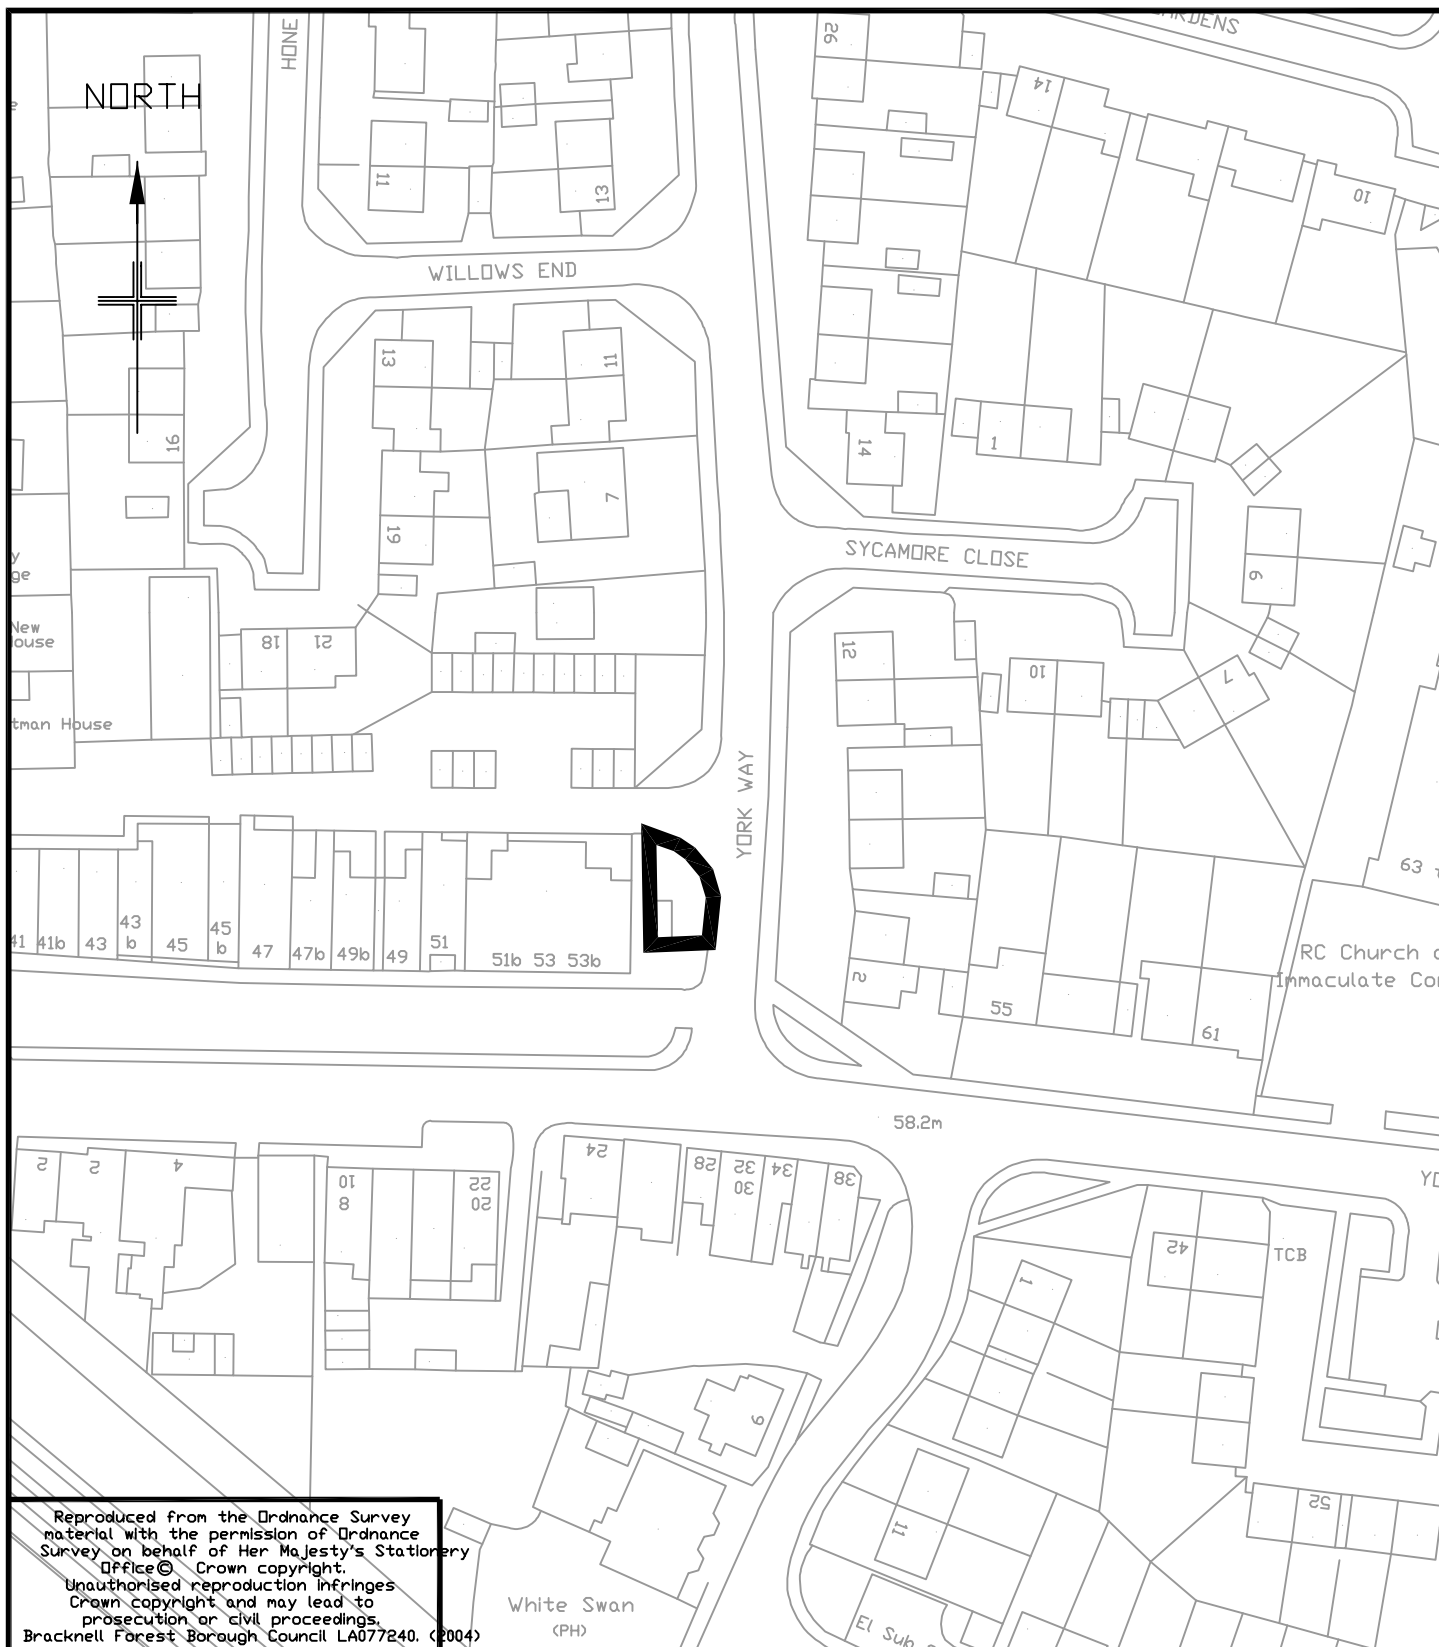 HONE
26
NORTH
14
10
11
13
WILLOWS END
13
11
16
14
1
7
19
SYCAMORE CLOSE
6
New
18
21
12
10
7
tman House
YORK WAY
63
43
b
45
b
41
41b
43
45
47
47b
49b
49
51
51b 53 53b
2
55
61
RC Church
Immaculate
58.2m
2
2
4
10
8
22
20
24
28
32
30
34
38
42
TCB
1
9
11
52
Reproduced from the Ordnance Survey
material with the permission of Ordnance
Survey on behalf of Her Majesty's Stationery
Office© Crown copyright.
Unauthorised reproduction infringes
Crown copyright and may lead to
prosecution or civil proceedings.
Bracknell Forest Borough Council LA077240. (2004)
White Swan
(PH)
El Sub